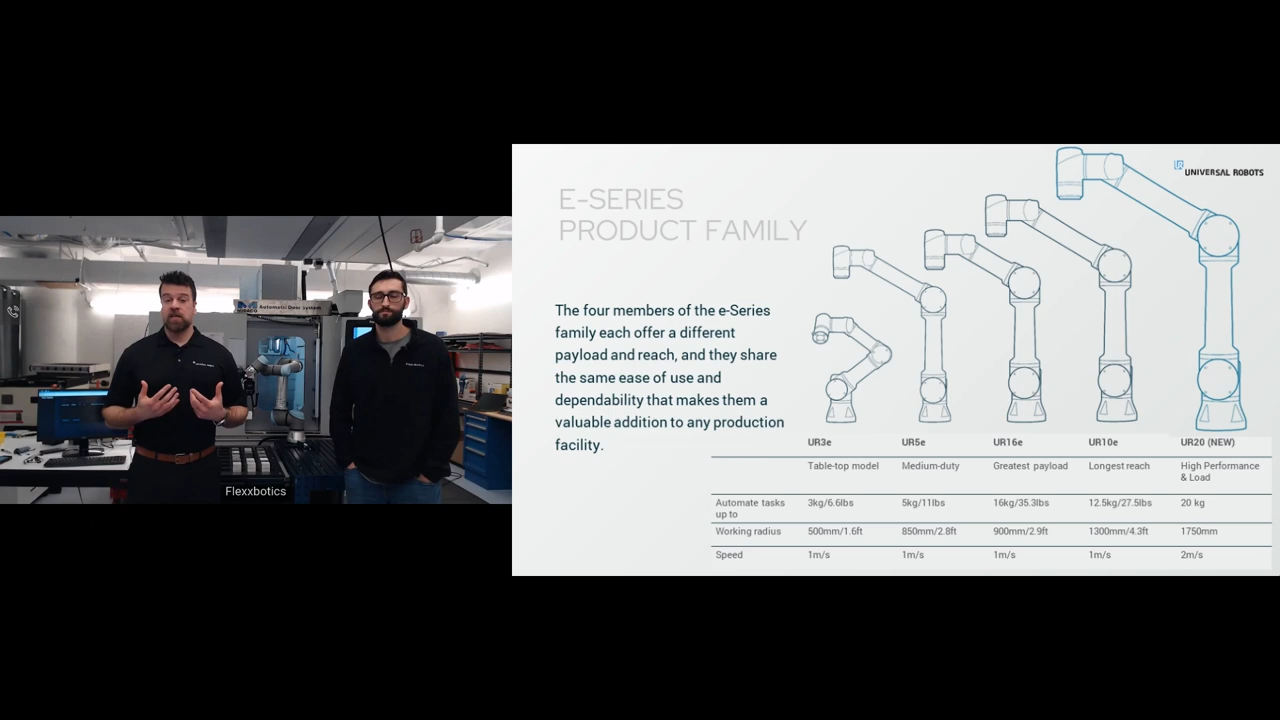 Automatic Door System
Flexxbotics
E-SERIES
PRODUCT FAMILY
UNIVERSAL ROBOTS
The four members of the e-Series
family each offer a different
payload and reach, and they share
the same ease of use and
dependability that makes them a
valuable addition to any production
facility.
UR3e UR5e UR16e UR10e UR20 (NEW)
Table-top model Medium-duty Greatest payload Longest reach High Performance
& Load
Automate tasks 3kg/6.6lbs 5kg/11lbs 16kg/35.3lbs 12.5kg/27.5lbs 20 kg
up to
Working radius 500mm/1.6ft 850mm/2.8ft 900mm/2.9ft 1300mm/4.3ft 1750mm
Speed 1m/s 1m/s 1m/s 1m/s 2m/s